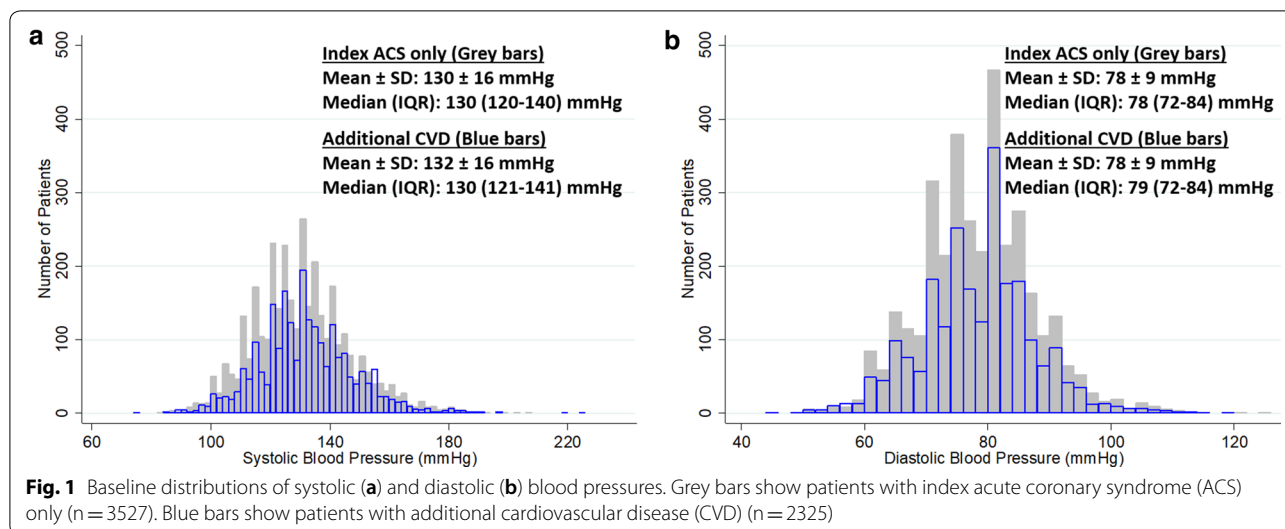 a
500
400
300
200
100
0
Number of Patients
Index ACS only (Grey bars)
Mean ± SD: 130 ± 16 mmHg
Median (IQR): 130 (120-140) mmHg
Additional CVD (Blue bars)
Mean ± SD: 132 ± 16 mmHg
Median (IQR): 130 (121-141) mmHg
60 100 140 180 220
Systolic Blood Pressure (mmHg)
b
500
400
300
200
100
0
Number of Patients
Index ACS only (Grey bars)
Mean ± SD: 78 ± 9 mmHg
Median (IQR): 78 (72-84) mmHg
Additional CVD (Blue bars)
Mean ± SD: 78 ± 9 mmHg
Median (IQR): 79 (72-84) mmHg
40 60 80 100 120
Diastolic Blood Pressure (mmHg)
Fig. 1 Baseline distributions of systolic (a) and diastolic (b) blood pressures. Grey bars show patients with index acute coronary syndrome (ACS)
only (n = 3527). Blue bars show patients with additional cardiovascular disease (CVD) (n = 2325)